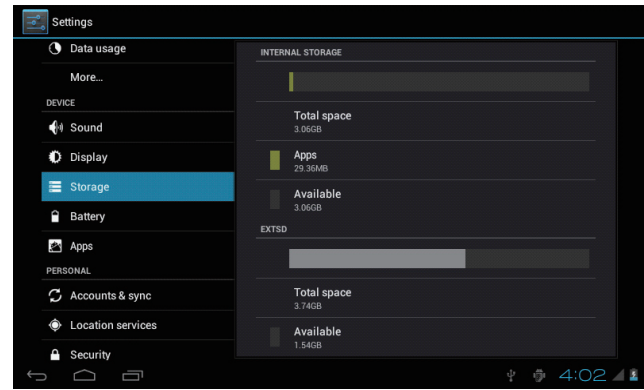 Settings
Data usage
More...
DEVICE
Sound
Display
Storage
Battery
Apps
PERSONAL
Accounts & sync
Location services
Security
INTERNAL STORAGE
Total space
3.06GB
Apps
29.36MB
Available
3.06GB
EXTSD
Total space
3.74GB
Available
1.54GB
4:02